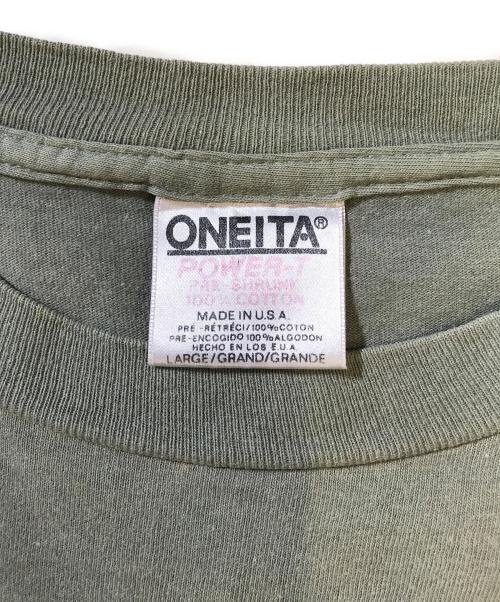 ONEITA®
POWER-T
PRE-SHRUNK
100% COTTON
MADE IN U.S.A.
PRÉ-RÉTRÉCI/100%COTON
PRE-ENCOGIDO 100% ALGODON
HECHO EN LOS E.U.A
LARGE/GRAND/GRANDE